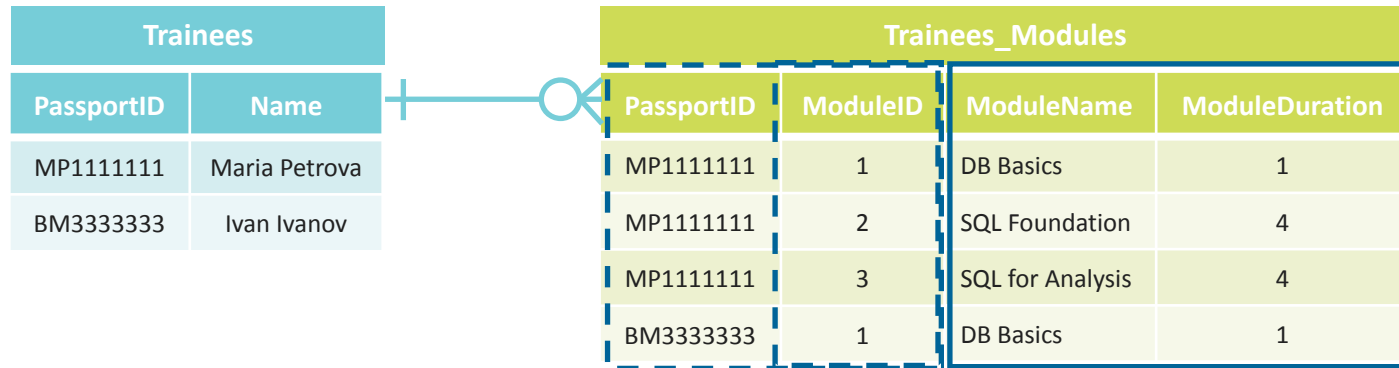 Trainees
PassportID Name
MP1111111 Maria Petrova
BM3333333 Ivan Ivanov
Trainees_Modules
PassportID ModuleID ModuleName ModuleDuration
MP1111111 1 DB Basics 1
MP1111111 2 SQL Foundation 4
MP1111111 3 SQL for Analysis 4
BM3333333 1 DB Basics 1